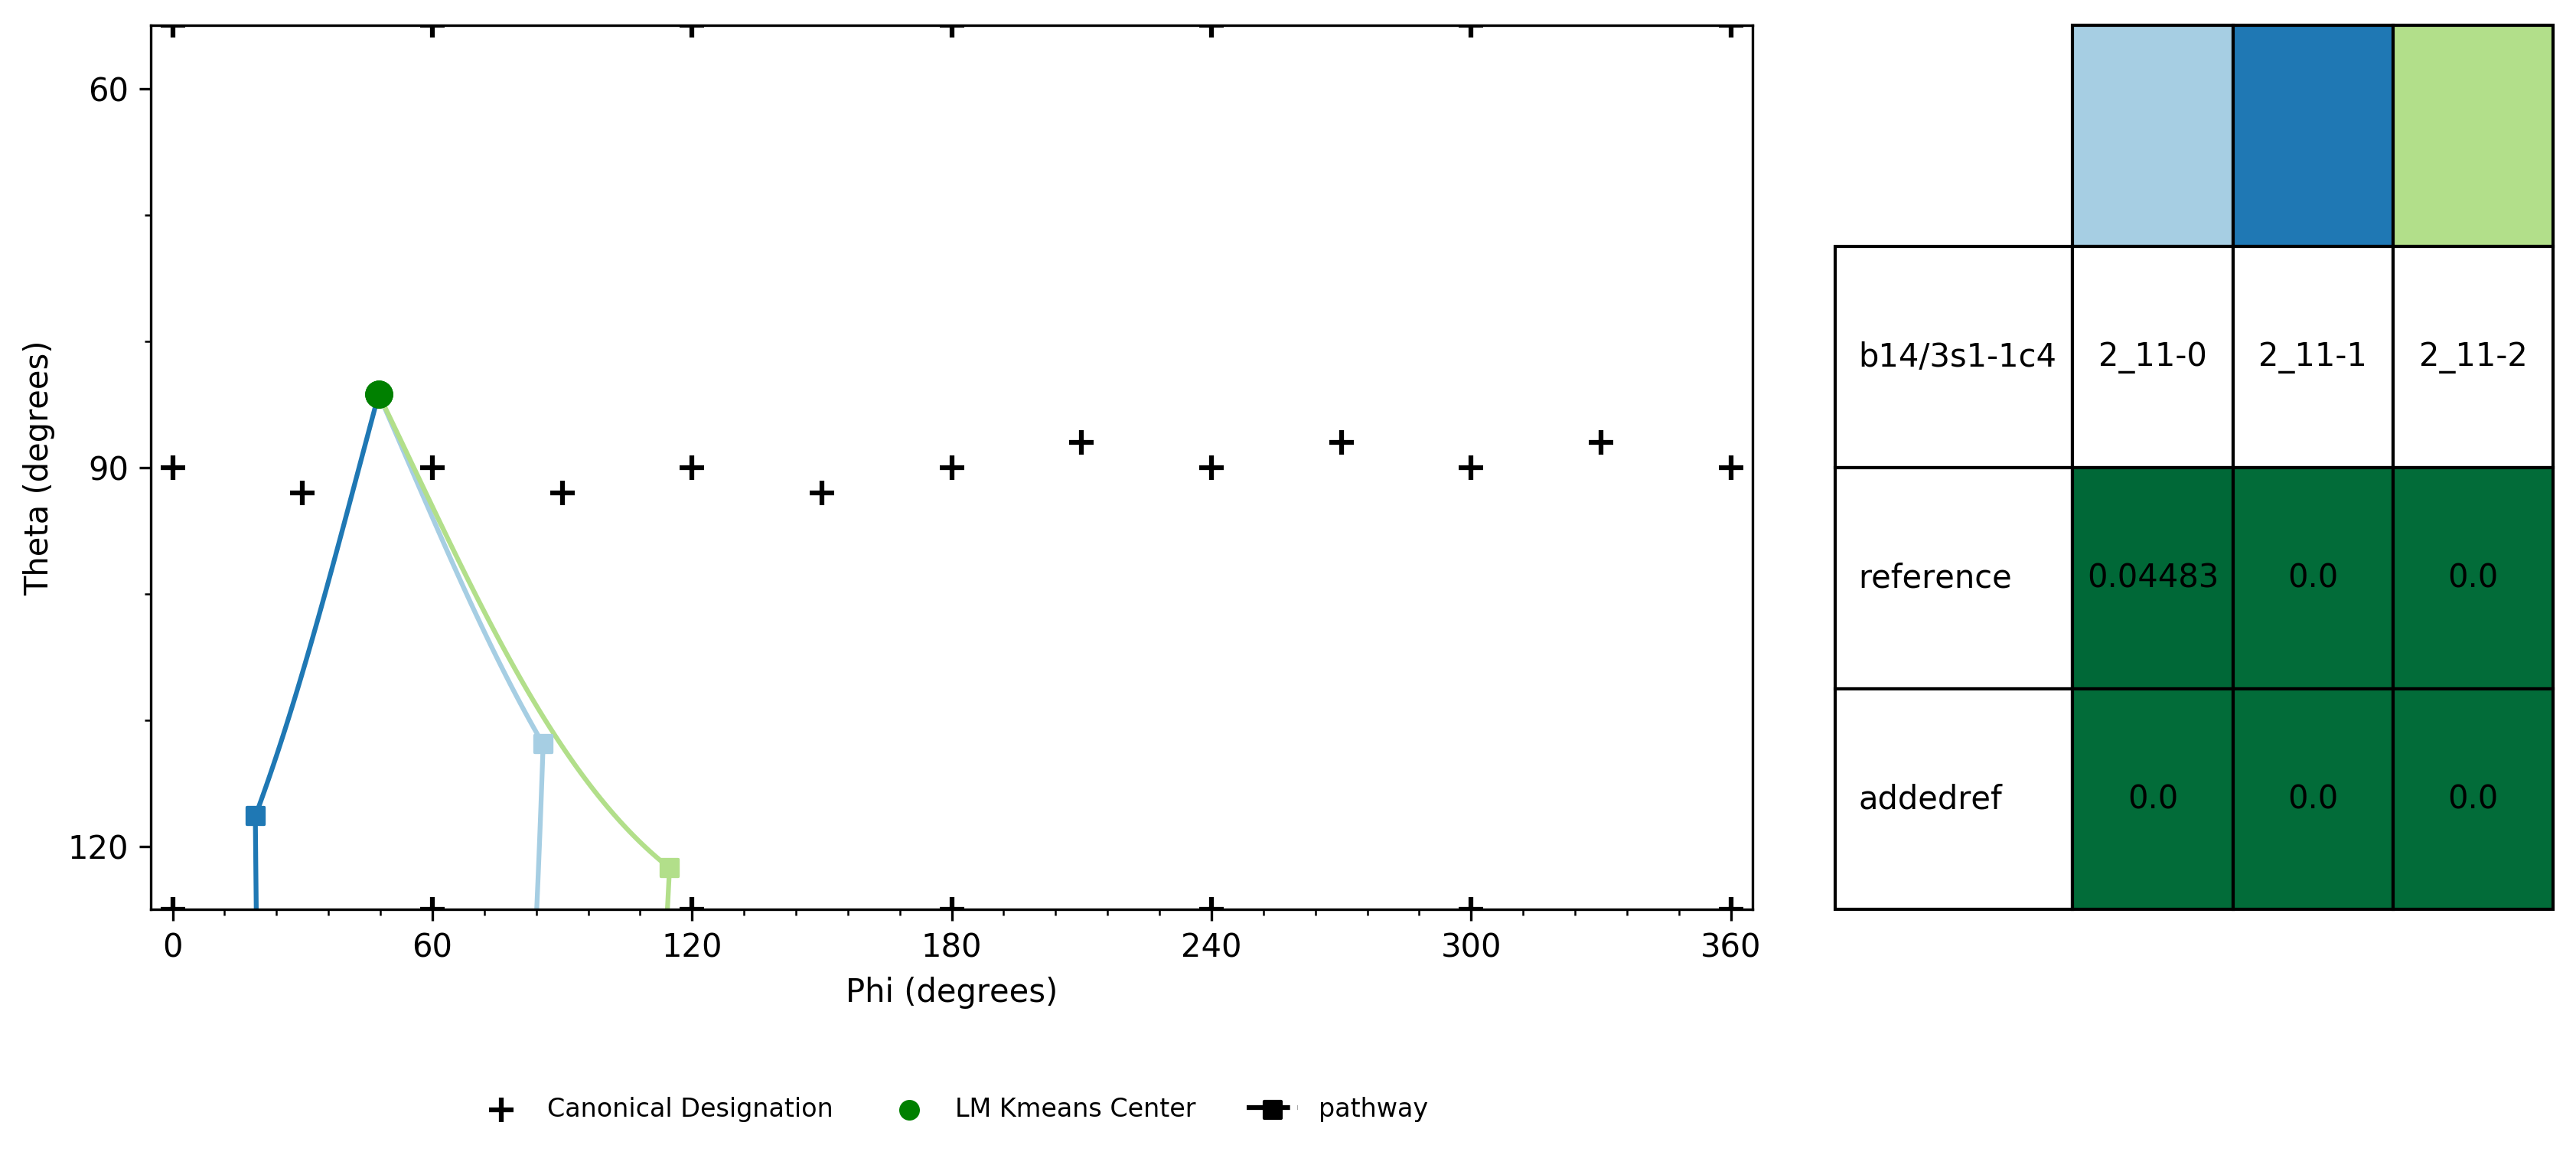 60
90
120
Theta (degrees)
0 60 120 180 240 300 360
Phi (degrees)
b14/3s1-1c4 2_11-0 2_11-1 2_11-2
reference 0.04483 0.0 0.0
addedref 0.0 0.0 0.0
Canonical Designation LM Kmeans Center pathway